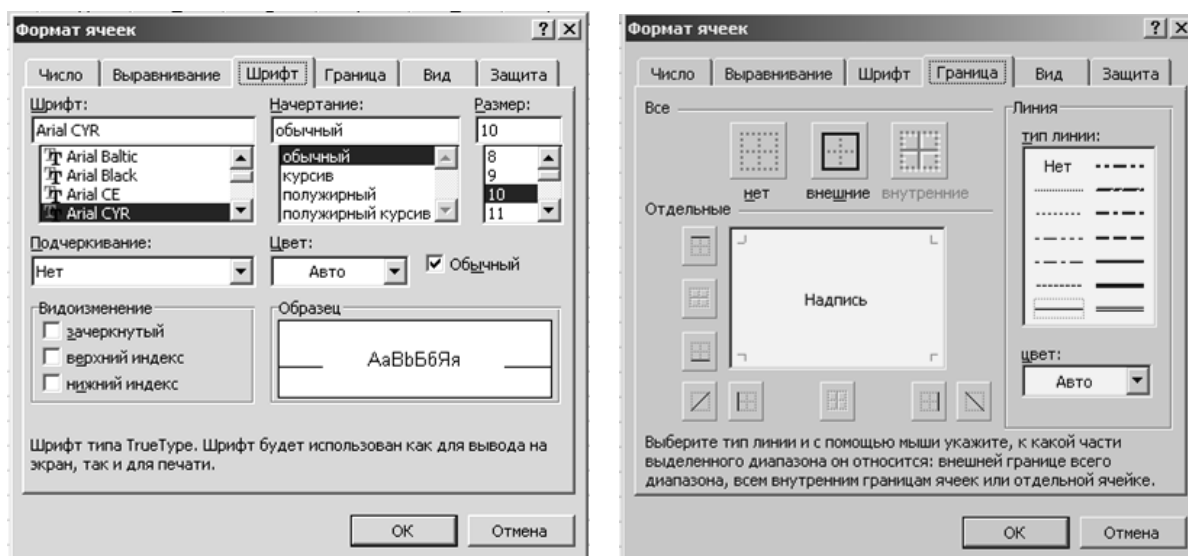 Формат ячеек
Число Выравнивание Шрифт Граница Вид Защита
Шрифт: Начертание: Размер:
Arial CYR обычный 10
Arial Baltic обычный 8
Arial Black курсив 9
Arial CE полужирный 10
Arial CYR полужирный курсив 11
Подчеркивание: Цвет:
Нет Авто Обычный
Видоизменение Образец
зачеркнутый
верхний индекс АаBbБбЯя
нижний индекс
Шрифт типа TrueType. Шрифт будет использован как для вывода на
экран, так и для печати.
ОК Отмена
Формат ячеек
Число Выравнивание Шрифт Граница Вид Защита
Все Линия
тип линии:
Нет
нет внешние внутренние
Отдельные
Надпись
цвет:
Авто
Выберите тип линии и с помощью мыши укажите, к какой части
выделенного диапазона он относится: внешней границе всего
диапазона, всем внутренним границам ячеек или отдельной ячейке.
ОК Отмена